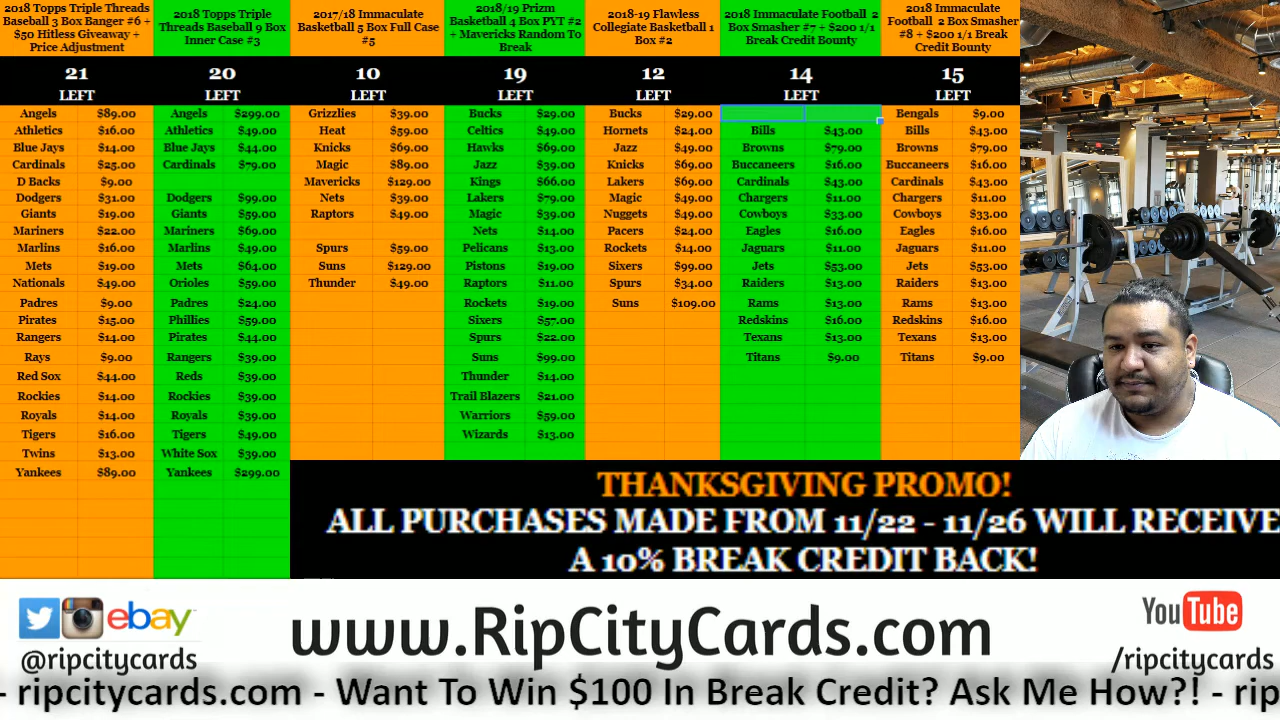 2018 Topps Triple Threads
Baseball 3 Box Banger #6 +
$50 Hitless Giveaway +
Price Adjustment
21
LEFT
Angels $89.00
Athletics $16.00
Blue Jays $14.00
Cardinals $25.00
D Backs $9.00
Dodgers $31.00
Giants $19.00
Mariners $22.00
Marlins $16.00
Mets $19.00
Nationals $49.00
Padres $9.00
Pirates $15.00
Rangers $14.00
Rays $9.00
Red Sox $44.00
Rockies $14.00
Royals $14.00
Tigers $16.00
Twins $13.00
Yankees $89.00
2018 Topps Triple
Threads Baseball 9 Box
Inner Case #3
20
LEFT
Angels $299.00
Athletics $49.00
Blue Jays $44.00
Cardinals $79.00
Dodgers $99.00
Giants $59.00
Mariners $69.00
Marlins $49.00
Mets $64.00
Orioles $59.00
Padres $24.00
Phillies $59.00
Pirates $44.00
Rangers $39.00
Reds $39.00
Rockies $39.00
Royals $39.00
Tigers $49.00
White Sox $39.00
Yankees $299.00
2017/18 Immaculate
Basketball 5 Box Full Case
#5
10
LEFT
Grizzlies $39.00
Heat $59.00
Knicks $69.00
Magic $89.00
Mavericks $129.00
Nets $39.00
Raptors $49.00
Spurs $59.00
Suns $129.00
Thunder $49.00
2018/19 Prizm
Basketball 4 Box PYT #2
+ Mavericks Random To
Break
19
LEFT
Bucks $29.00
Celtics $49.00
Hawks $69.00
Jazz $39.00
Kings $66.00
Lakers $79.00
Magic $39.00
Nets $14.00
Pelicans $13.00
Pistons $19.00
Raptors $11.00
Rockets $19.00
Sixers $57.00
Spurs $22.00
Suns $99.00
Thunder $14.00
Trail Blazers $21.00
Warriors $59.00
Wizards $13.00
2018-19 Flawless
Collegiate Basketball 1
Box #2
12
LEFT
Bucks $29.00
Hornets $24.00
Jazz $49.00
Knicks $69.00
Lakers $69.00
Magic $49.00
Nuggets $49.00
Pacers $24.00
Rockets $14.00
Sixers $99.00
Spurs $34.00
Suns $109.00
2018 Immaculate Football 2
Box Smasher #7 + $200 1/1
Break Credit Bounty
14
LEFT
Bills $43.00
Browns $79.00
Buccaneers $16.00
Cardinals $43.00
Chargers $11.00
Cowboys $33.00
Eagles $16.00
Jaguars $11.00
Jets $53.00
Raiders $13.00
Rams $13.00
Redskins $16.00
Texans $13.00
Titans $9.00
2018 Immaculate
Football 2 Box Smasher
#8 + $200 1/1 Break
Credit Bounty
15
LEFT
Bengals $9.00
Bills $43.00
Browns $79.00
Buccaneers $16.00
Cardinals $43.00
Chargers $11.00
Cowboys $33.00
Eagles $16.00
Jaguars $11.00
Jets $53.00
Raiders $13.00
Rams $13.00
Redskins $16.00
Texans $13.00
Titans $9.00
THANKSGIVING PROMO!
ALL PURCHASES MADE FROM 11/22 - 11/26 WILL RECEIVE
A 10% BREAK CREDIT BACK!
ebay
@ripcitycards
www.RipCityCards.com
YouTube
/ripcitycards
- ripcitycards.com - Want To Win $100 In Break Credit? Ask Me How?! - rip